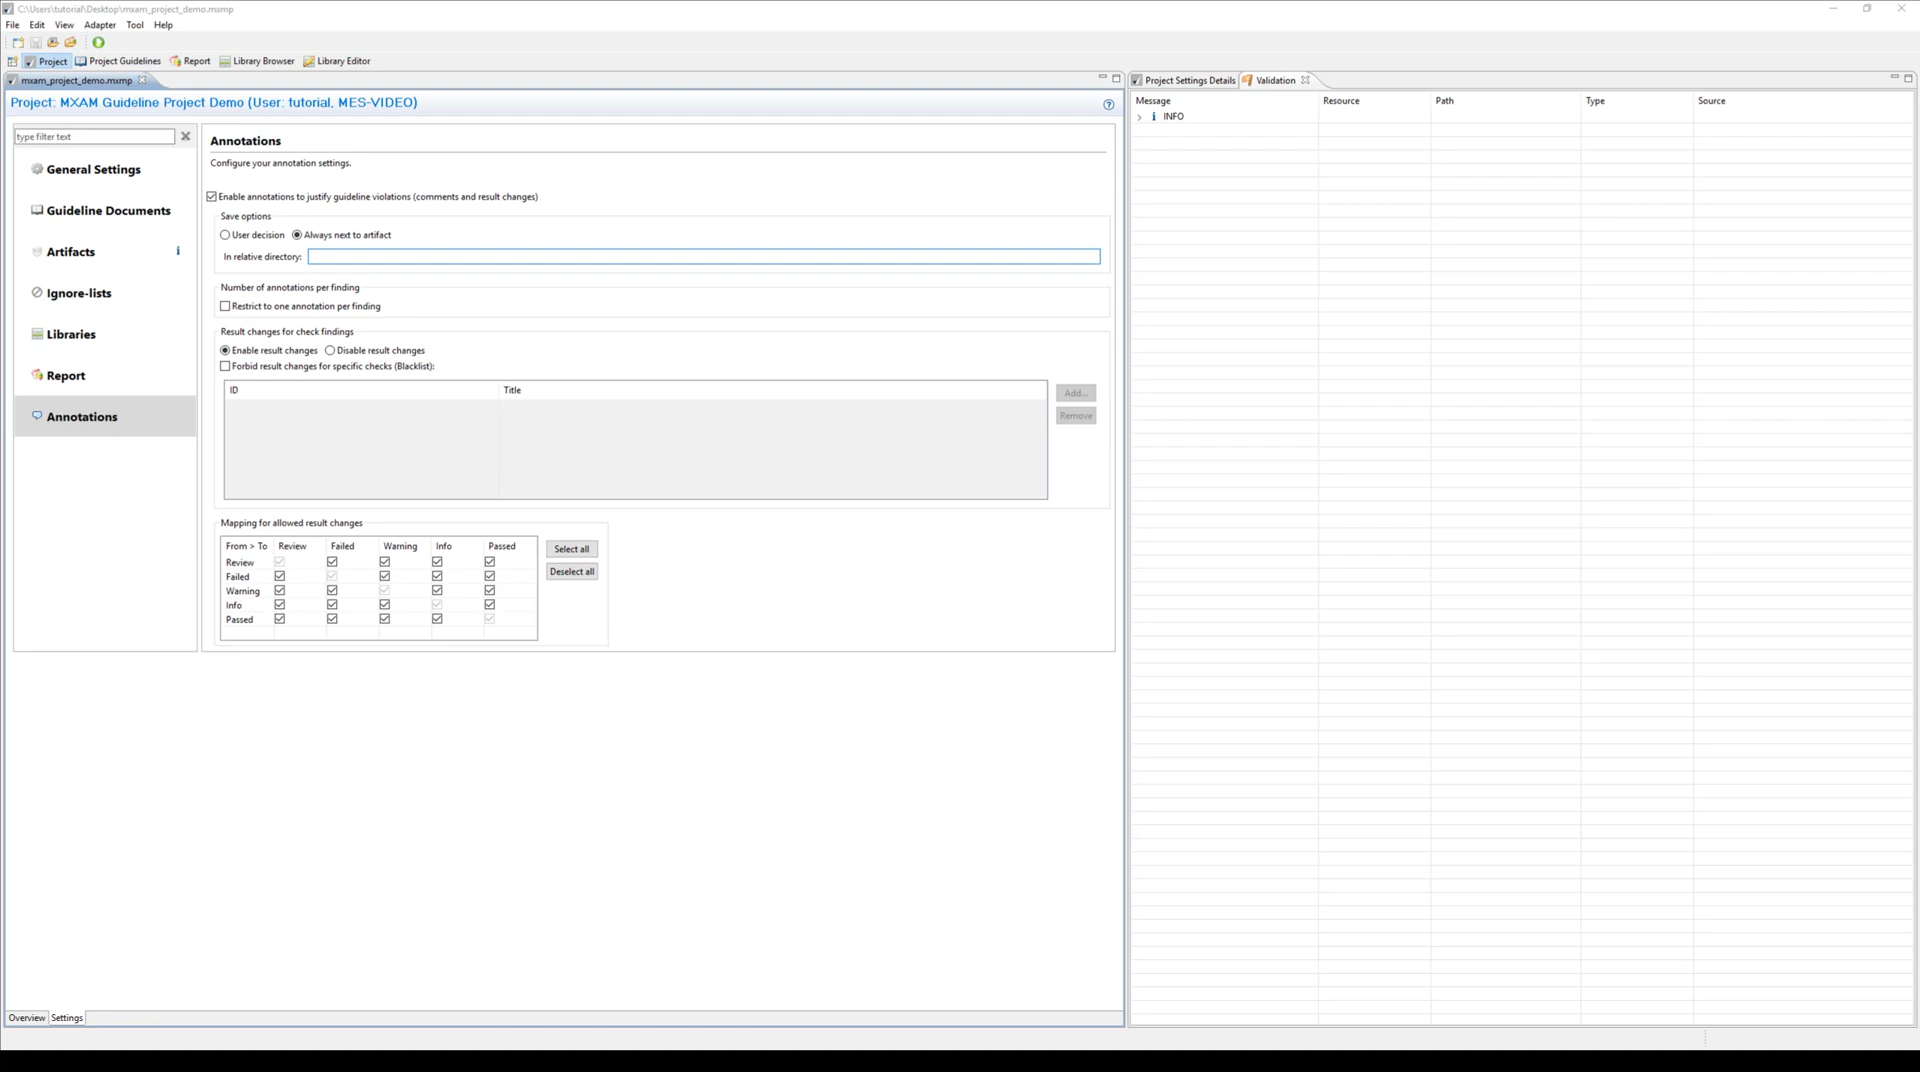 C:\Users\tutorial\Desktop\mxam_project_demo.mxmp
File Edit View Adapter Tool Help
Project Project Guidelines Report Library Browser Library Editor
mxam_project_demo.mxmp
Project: MXAM Guideline Project Demo (User: tutorial, MES-VIDEO)
type filter text
General Settings
Guideline Documents
Artifacts
Ignore-lists
Libraries
Report
Annotations
Annotations
Configure your annotation settings.
Enable annotations to justify guideline violations (comments and result changes)
Save options
User decision Always next to artifact
In relative directory:
Number of annotations per finding
Restrict to one annotation per finding
Result changes for check findings
Enable result changes Disable result changes
Forbid result changes for specific checks (Blacklist):
ID Title
Add...
Remove
Mapping for allowed result changes
From > To Review Failed Warning Info Passed
Review
Failed
Warning
Info
Passed
Select all
Deselect all
Overview Settings
Project Settings Details Validation
Message Resource Path Type Source
INFO